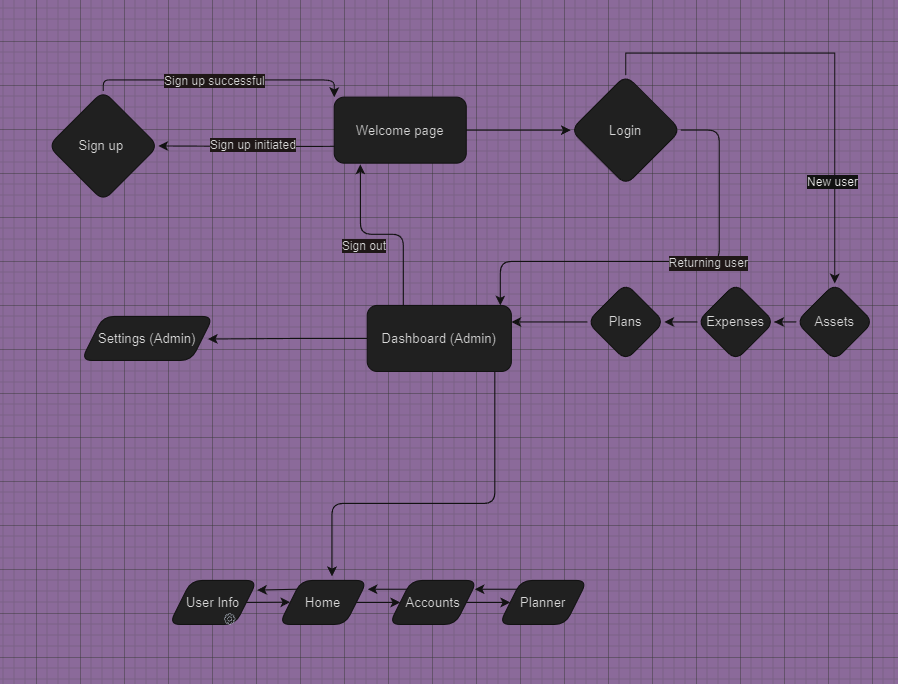 Sign up successful
Sign up
Sign up initiated
Welcome page
Login
New user
Sign out
Returning user
Settings (Admin)
Dashboard (Admin)
Plans
Expenses
Assets
User Info
Home
Accounts
Planner